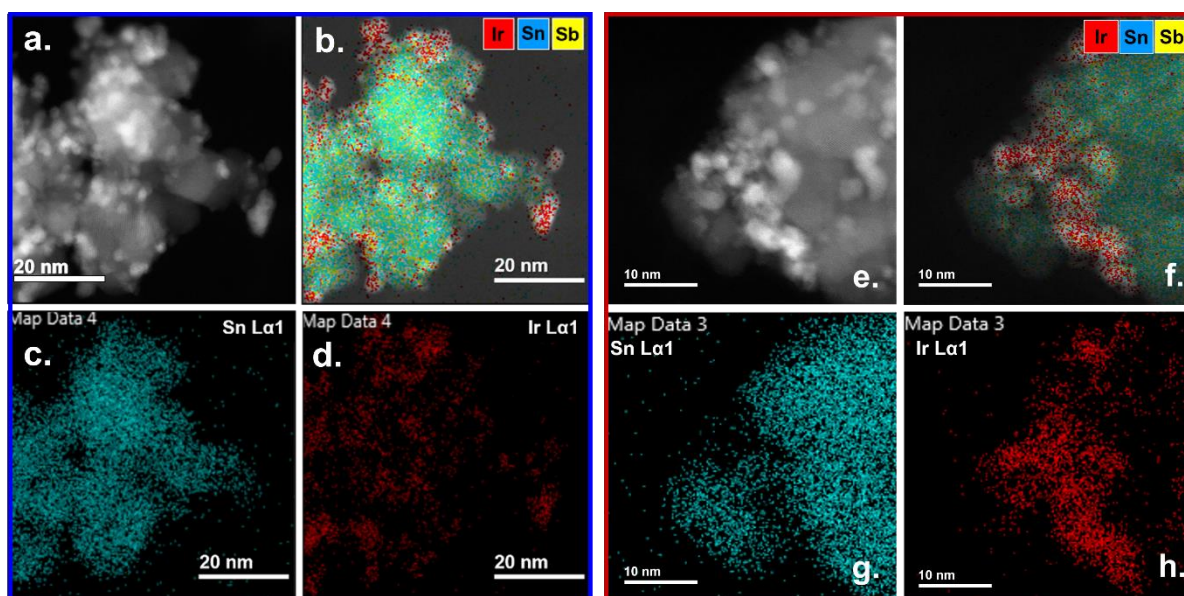 a.
20 nm
b.
Ir Sn Sb
20 nm
Map Data 4
Sn Lα1
c.
20 nm
Map Data 4
Ir Lα1
d.
20 nm
e.
10 nm
Ir Sn Sb
f.
10 nm
Map Data 3
Sn Lα1
g.
10 nm
Map Data 3
Ir Lα1
h.
10 nm